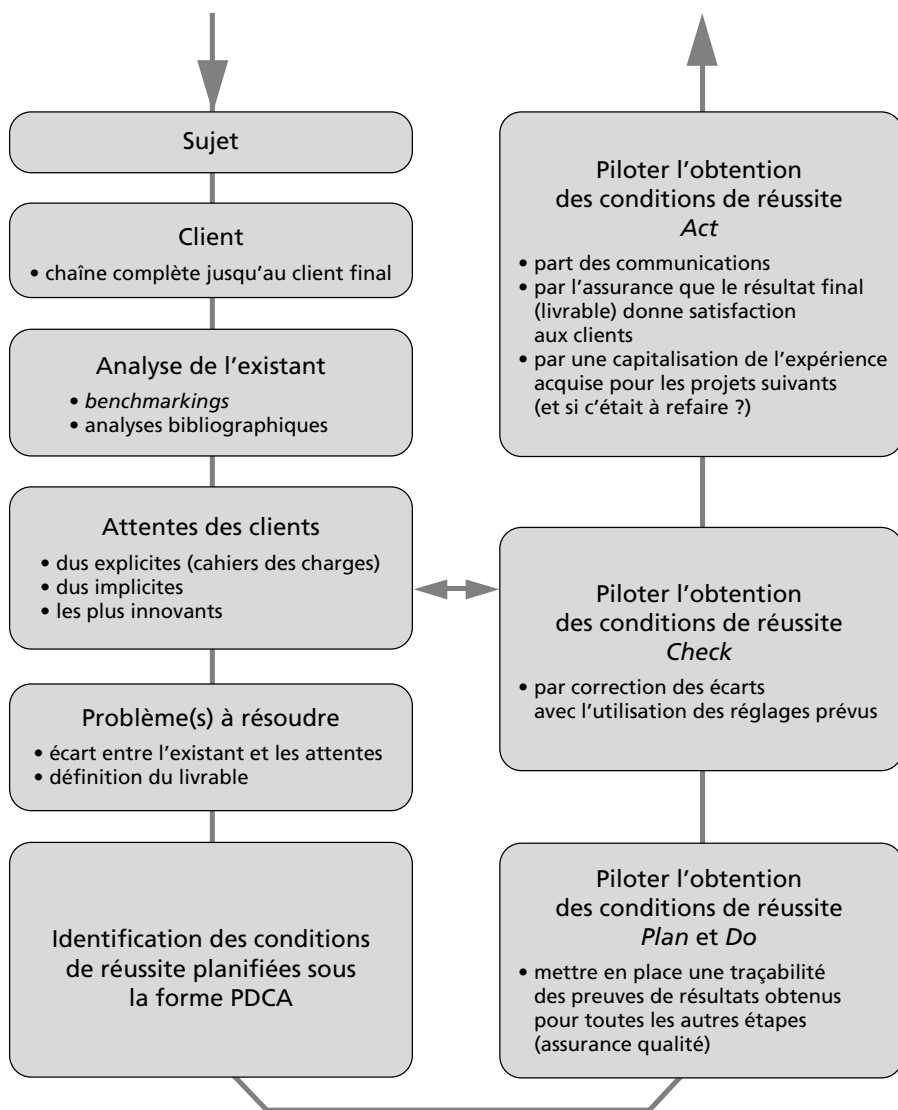 Sujet
Client
• chaîne complète jusqu’au client final
Analyse de l’existant
• benchmarkings
• analyses bibliographiques
Attentes des clients
• dus explicites (cahiers des charges)
• dus implicites
• les plus innovants
Problème(s) à résoudre
• écart entre l’existant et les attentes
• définition du livrable
Identification des conditions
de réussite planifiées sous
la forme PDCA
Piloter l’obtention
des conditions de réussite
Act
• part des communications
• par l’assurance que le résultat final
(livrable) donne satisfaction
aux clients
• par une capitalisation de l’expérience
acquise pour les projets suivants
(et si c’était à refaire ?)
Piloter l’obtention
des conditions de réussite
Check
• par correction des écarts
avec l’utilisation des réglages prévus
Piloter l’obtention
des conditions de réussite
Plan et Do
• mettre en place une traçabilité
des preuves de résultats obtenus
pour toutes les autres étapes
(assurance qualité)